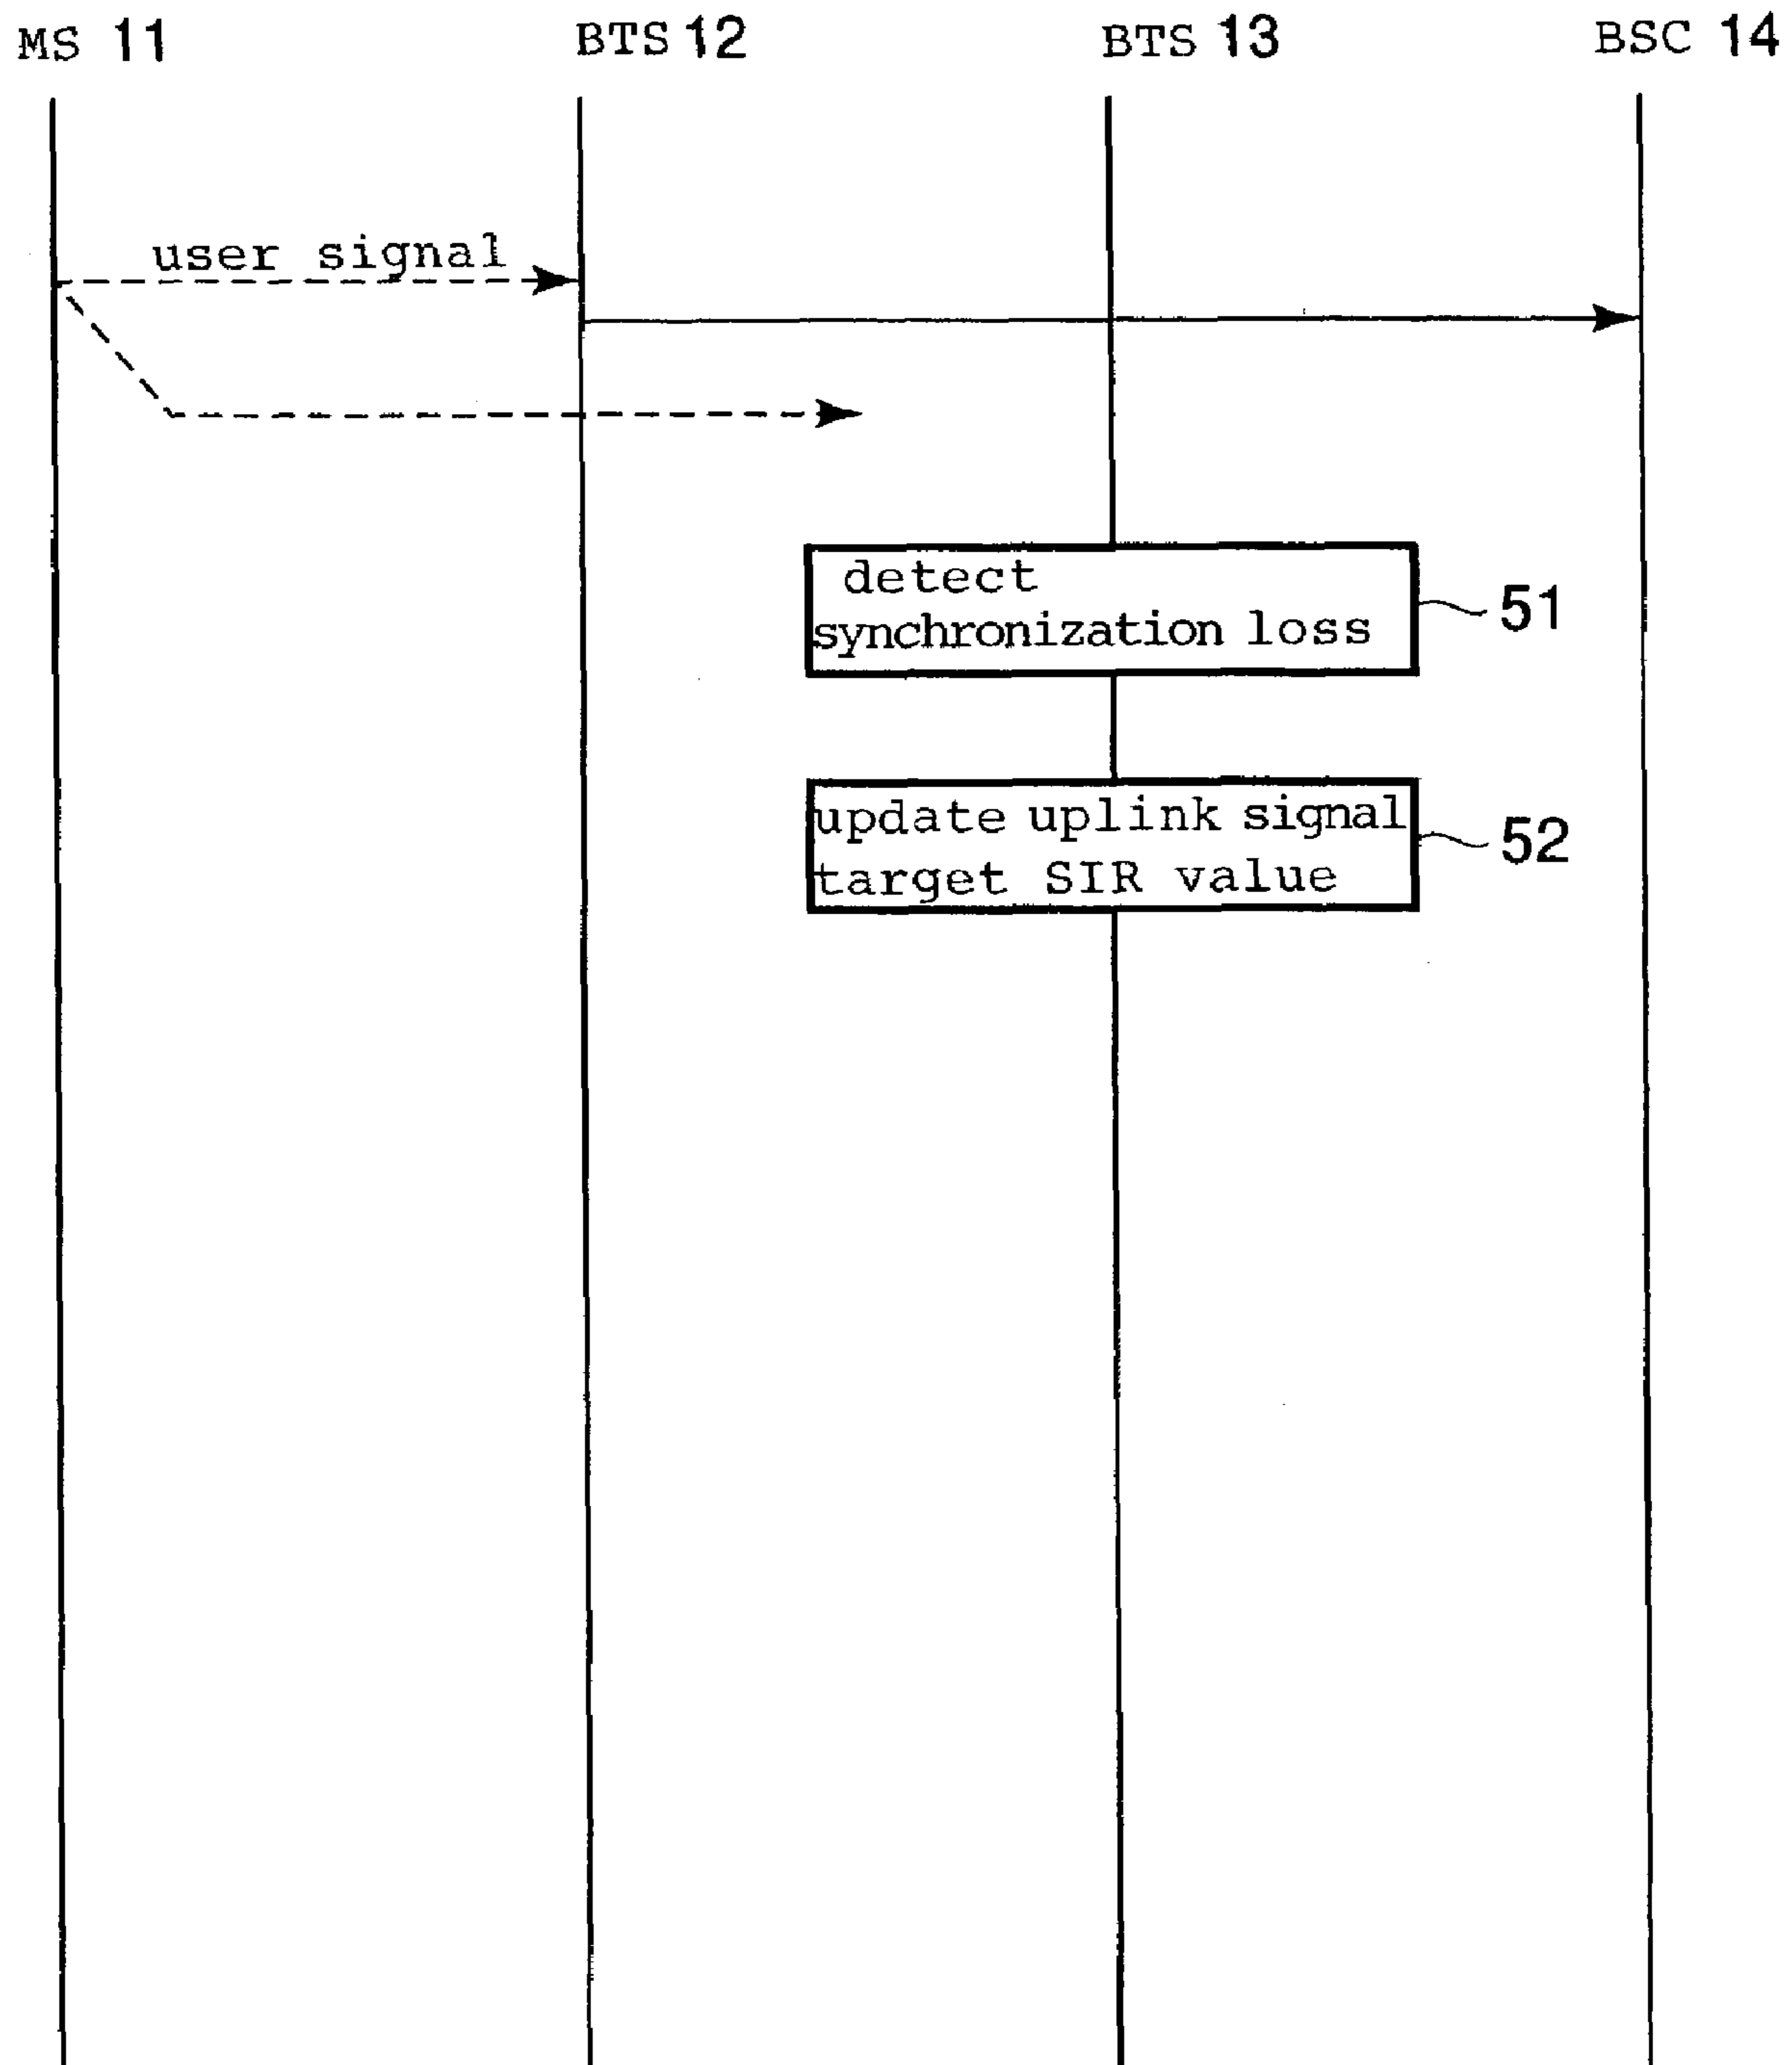 MS 11
BTS 12
BTS 13
BSC 14
user signal
detect
synchronization loss
51
update uplink signal
target SIR value
52